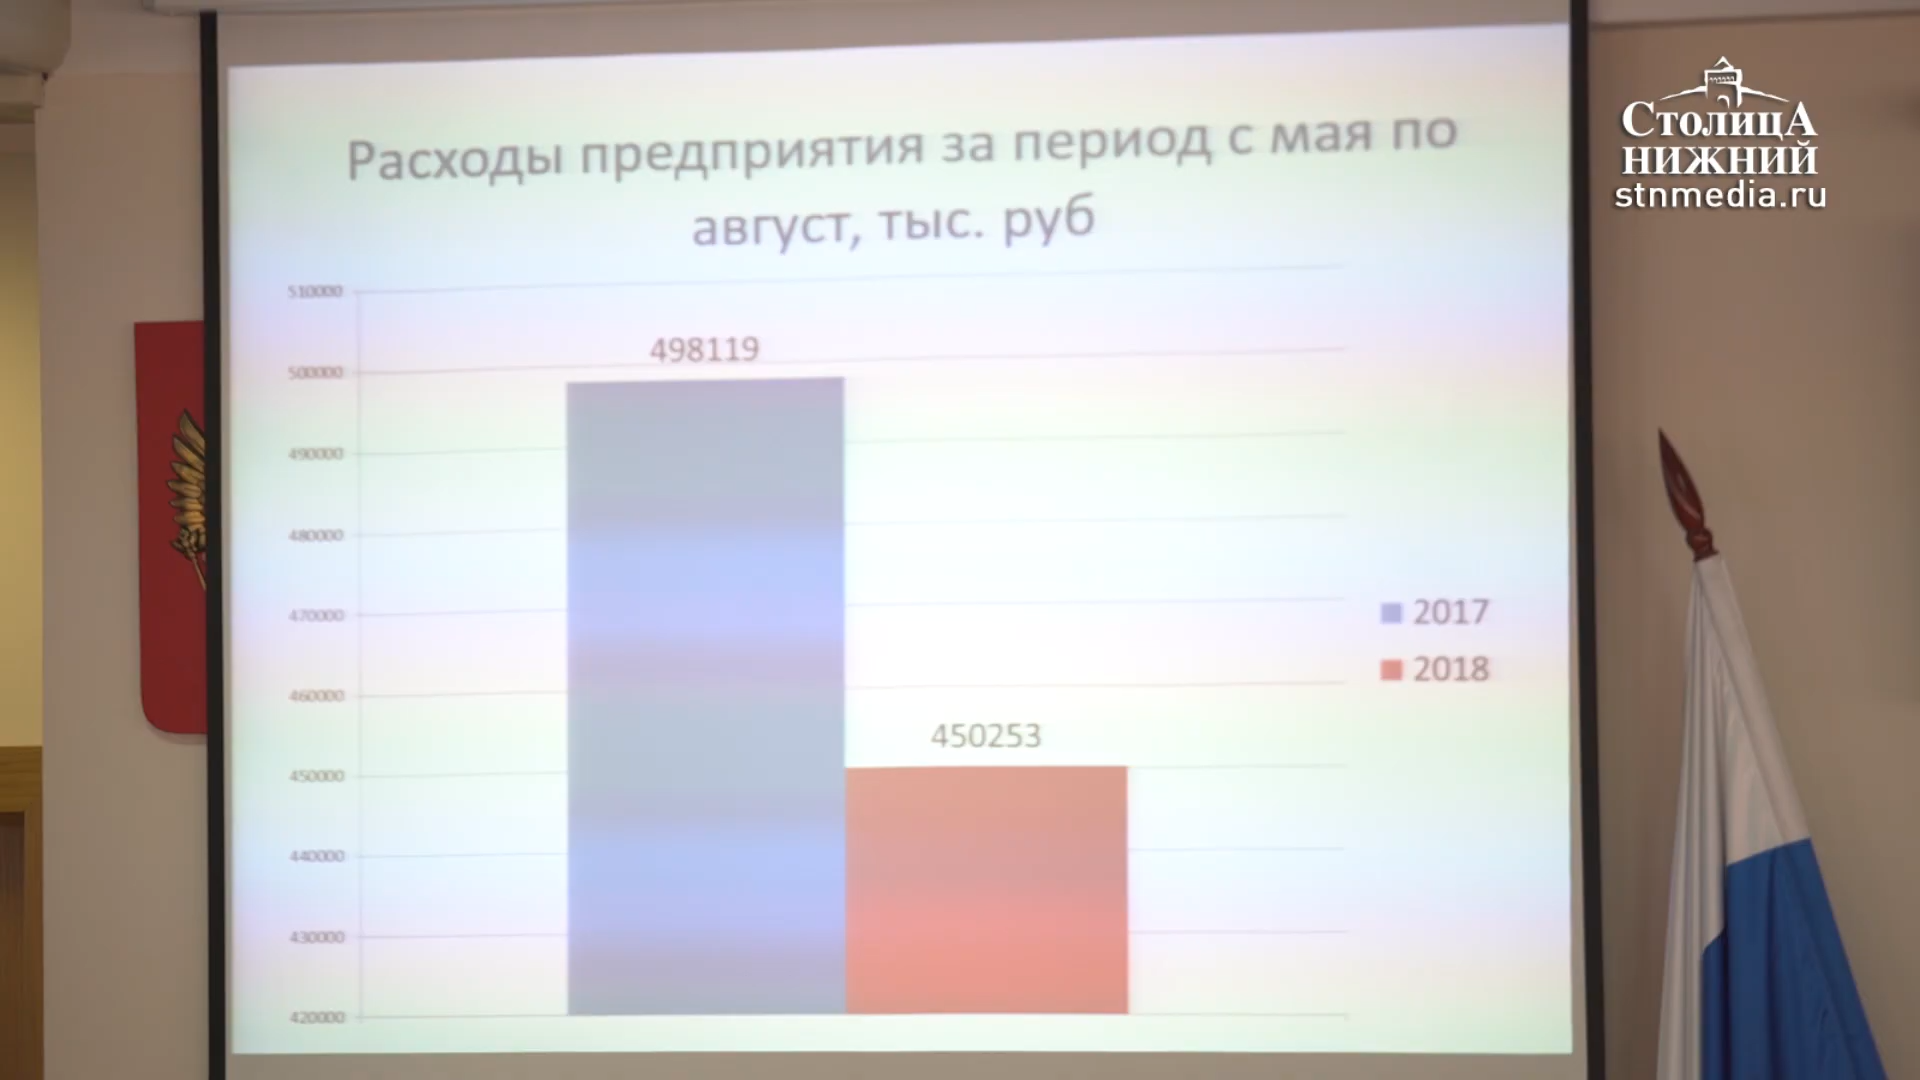 Расходы предприятия за период с мая по
август, тыс. руб
510000
500000
490000
480000
470000
460000
450000
440000
430000
420000
498119
450253
2017
2018
СтолицА
нижний
stnmedia.ru